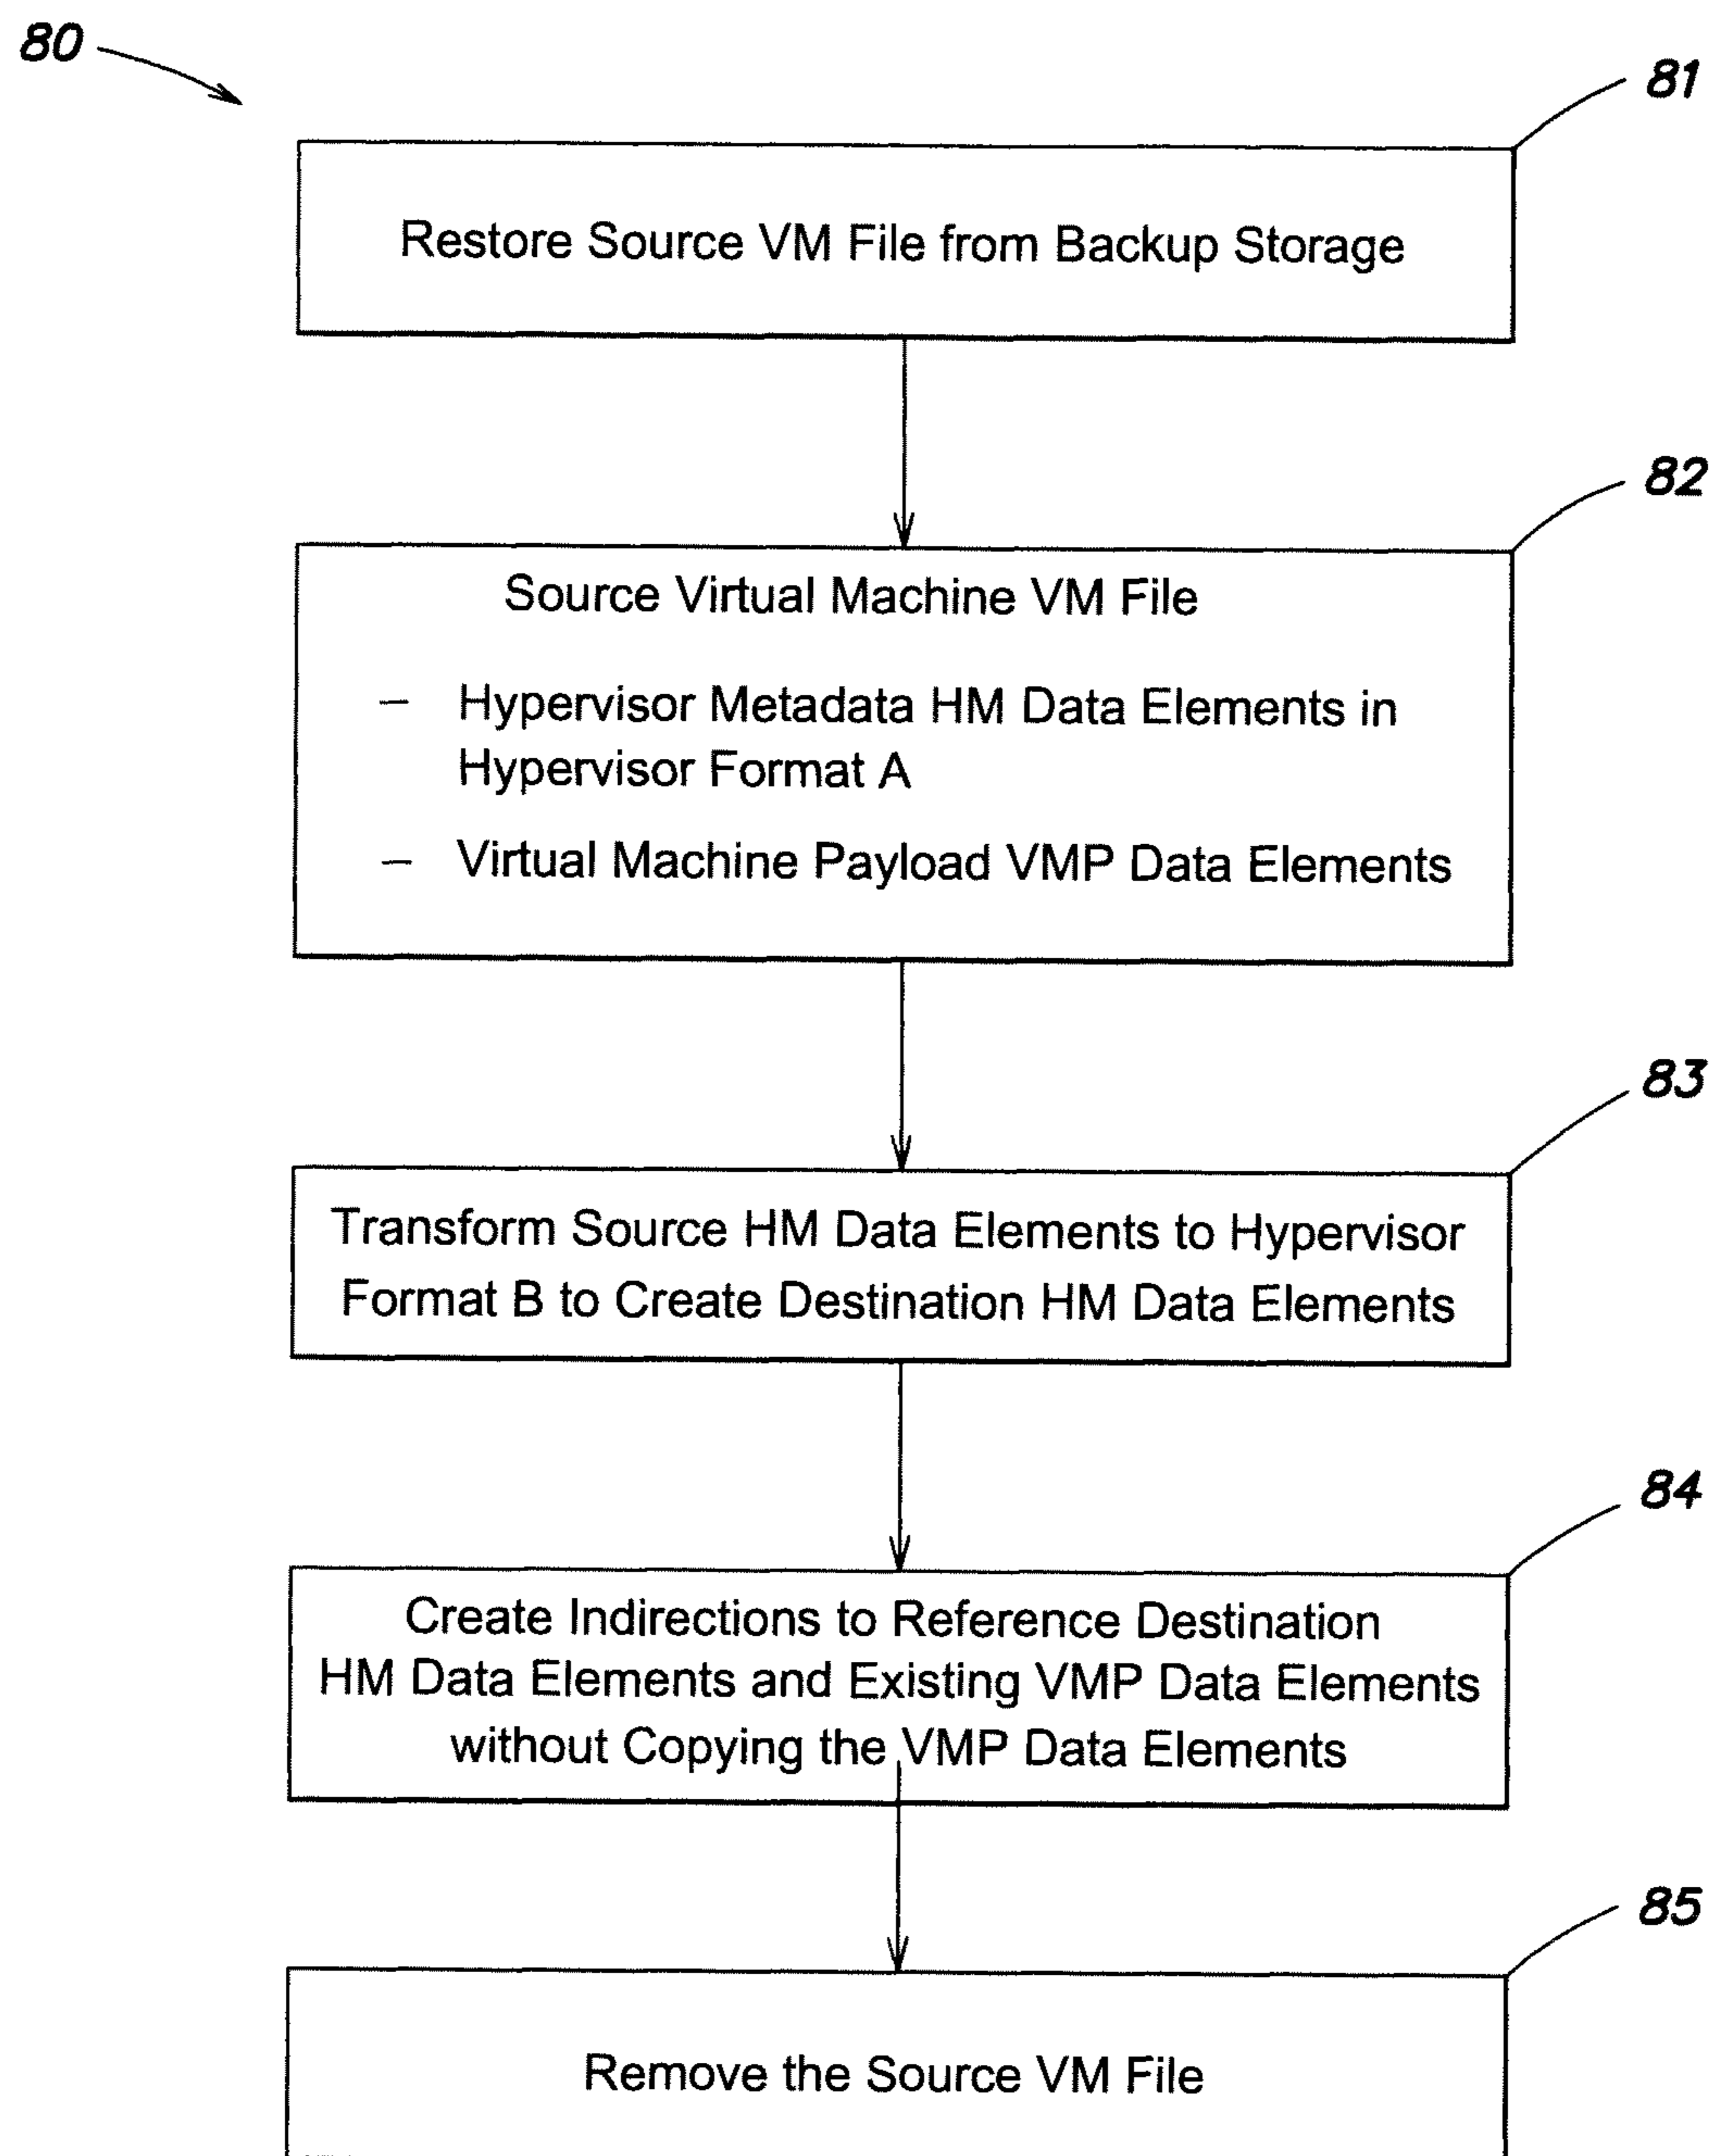 80
81
Restore Source VM File from Backup Storage
82
Source Virtual Machine VM File
– Hypervisor Metadata HM Data Elements in
Hypervisor Format A
– Virtual Machine Payload VMP Data Elements
83
Transform Source HM Data Elements to Hypervisor
Format B to Create Destination HM Data Elements
84
Create Indirections to Reference Destination
HM Data Elements and Existing VMP Data Elements
without Copying the VMP Data Elements
85
Remove the Source VM File